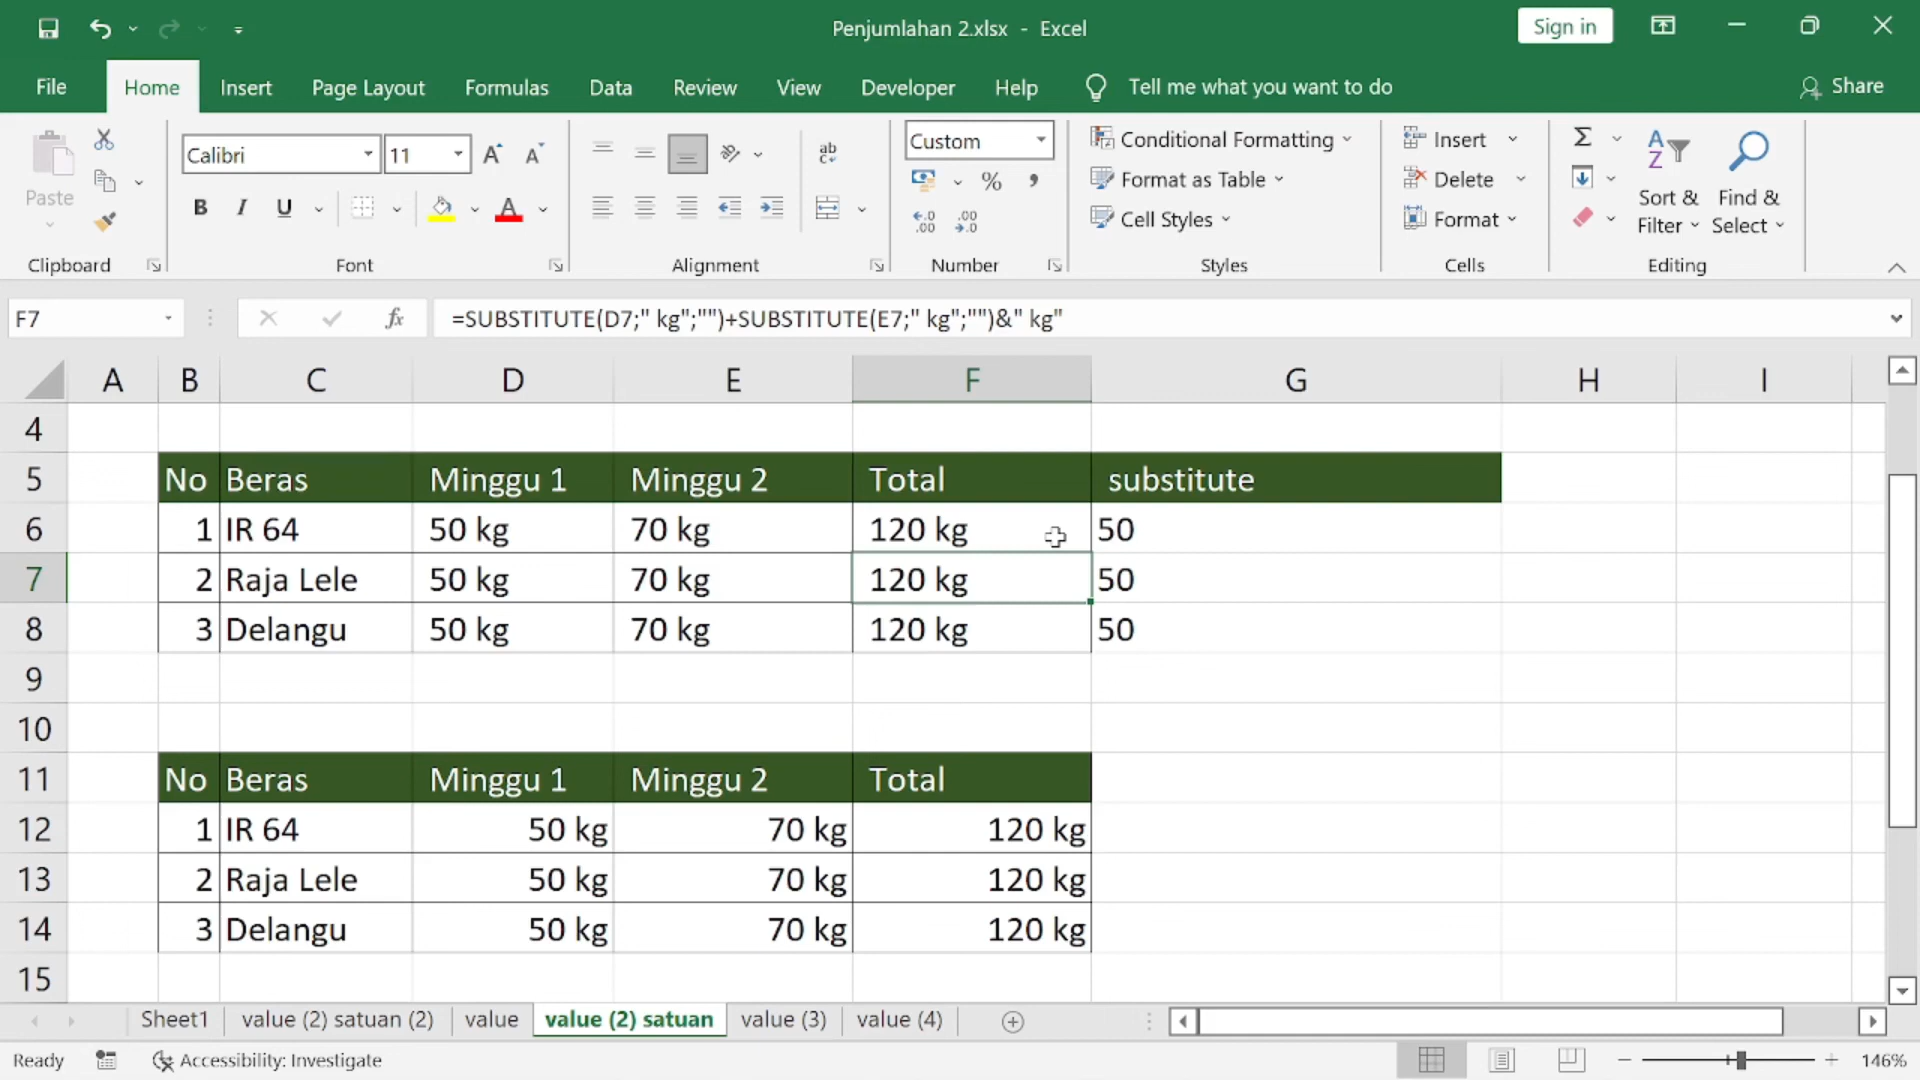 Penjumlahan 2.xlsx - Excel
Sign in
File Home Insert Page Layout Formulas Data Review View Developer Help Tell me what you want to do Share
Paste
Clipboard
Calibri 11
B I U
Font
ab
Alignment
Custom
% ,
Number
Conditional Formatting
Format as Table
Cell Styles
Styles
Insert
Delete
Format
Cells
Sort & Filter
Find & Select
Editing
F7 fx =SUBSTITUTE(D7;" kg";"")+SUBSTITUTE(E7;" kg";"")&" kg"
A B C D E F G H I
4
5 No Beras Minggu 1 Minggu 2 Total substitute
6 1 IR 64 50 kg 70 kg 120 kg 50
7 2 Raja Lele 50 kg 70 kg 120 kg 50
8 3 Delangu 50 kg 70 kg 120 kg 50
9
10
11 No Beras Minggu 1 Minggu 2 Total
12 1 IR 64 50 kg 70 kg 120 kg
13 2 Raja Lele 50 kg 70 kg 120 kg
14 3 Delangu 50 kg 70 kg 120 kg
15
Sheet1 value (2) satuan (2) value value (2) satuan value (3) value (4)
Ready Accessibility: Investigate 146%